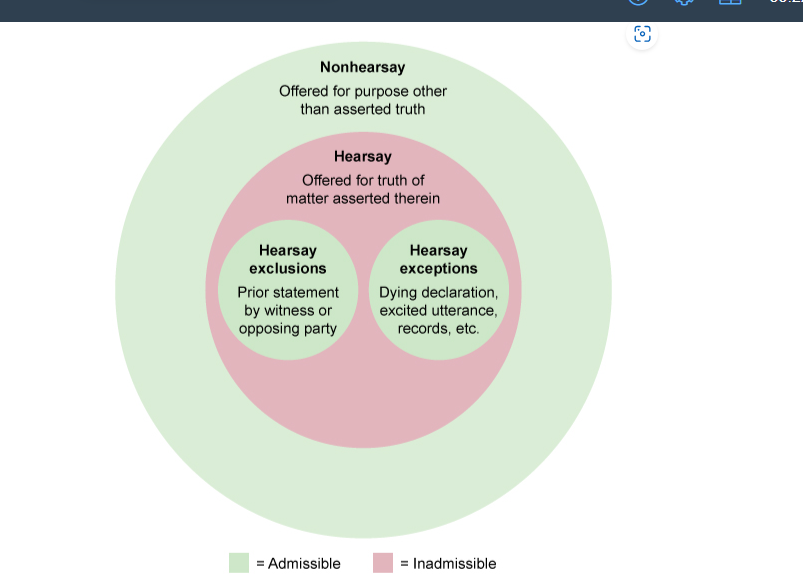 Nonhearsay
Offered for purpose other
than asserted truth
Hearsay
Offered for truth of
matter asserted therein
Hearsay
exclusions
Prior statement
by witness or
opposing party
Hearsay
exceptions
Dying declaration,
excited utterance,
records, etc.
= Admissible
= Inadmissible